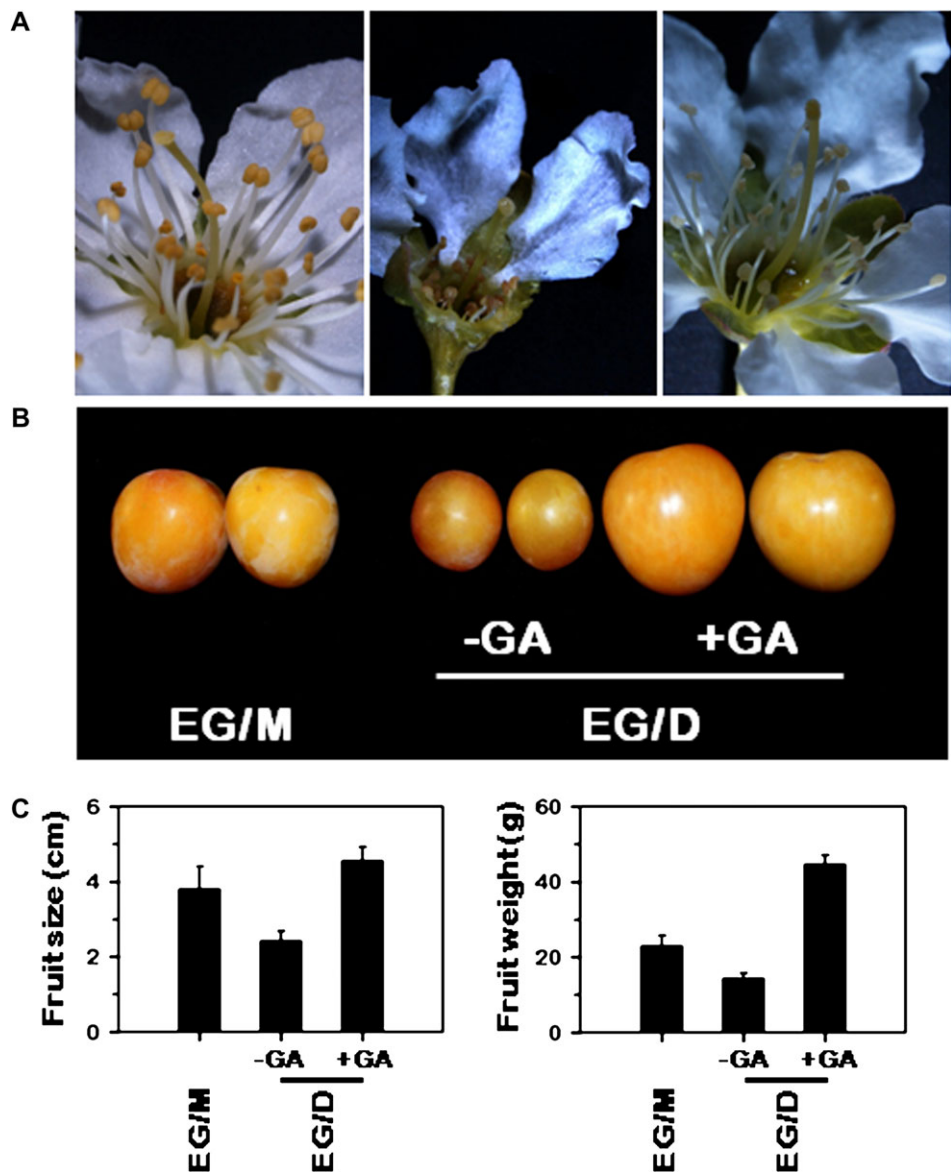 A
B
-GA +GA
EG/M EG/D
C
Fruit size (cm)
6
4
2
0
-GA +GA
EG/M
EG/D
Fruit weight (g)
60
40
20
0
-GA +GA
EG/M
EG/D